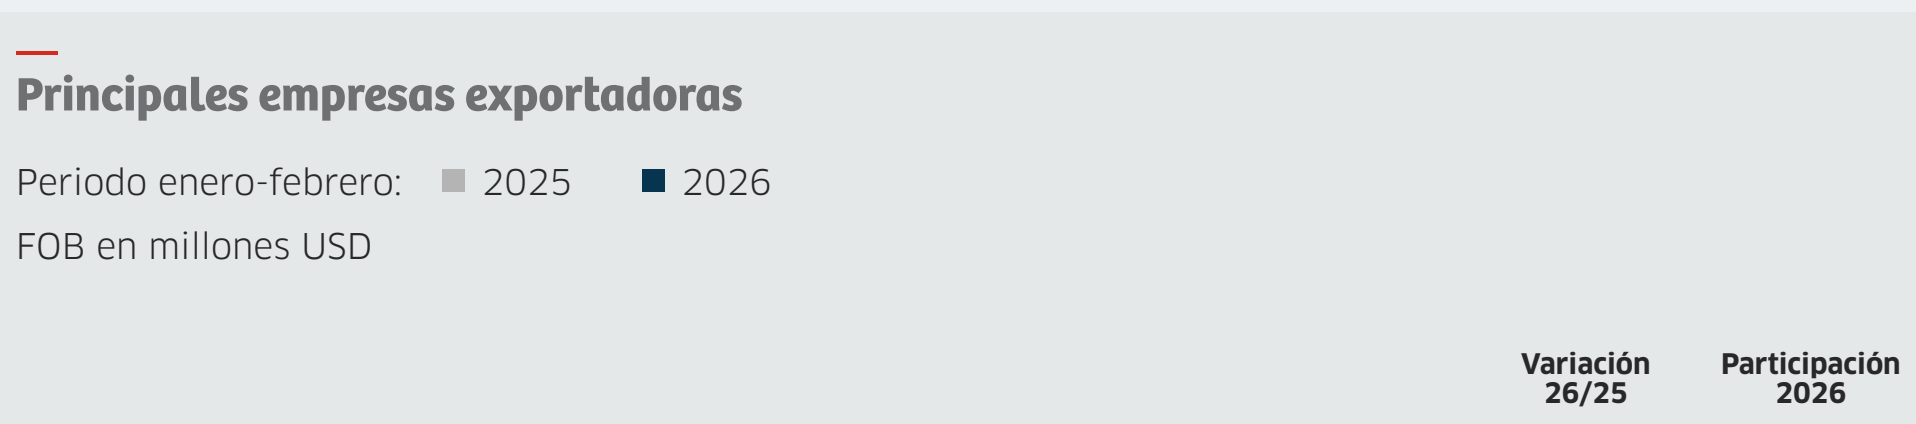 Principales empresas exportadoras
Periodo enero-febrero: 2025 2026
FOB en millones USD
Variación Participación
26/25 2026